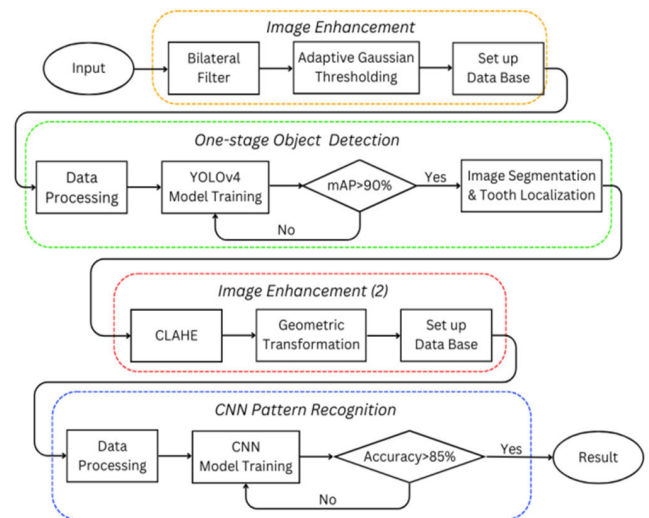 Image Enhancement
Input
Bilateral
Filter
Adaptive Gaussian
Thresholding
Set up
Data Base
One-stage Object Detection
Data
Processing
YOLOv4
Model Training
mAP>90%
Yes
No
Image Segmentation
& Tooth Localization
Image Enhancement (2)
CLAHE
Geometric
Transformation
Set up
Data Base
CNN Pattern Recognition
Data
Processing
CNN
Model Training
Accuracy>85%
Yes
No
Result